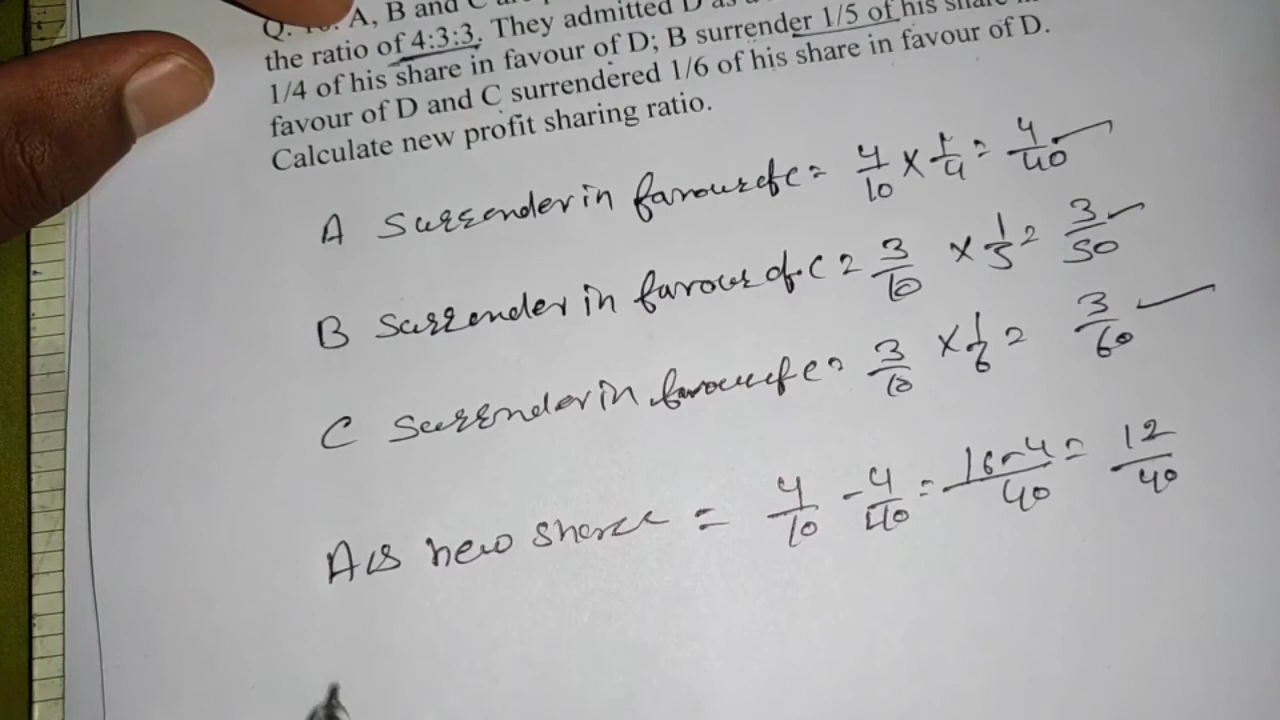 A, B and C
the ratio of 4:3:3. They admitted D as
1/4 of his share in favour of D; B surrender 1/5 of his share
favour of D and C surrendered 1/6 of his share in favour of D.
Calculate new profit sharing ratio.
A surrender in favour of C = 4/10 × 1/4 = 4/40
B surrender in favour of C = 3/10 × 1/5 = 3/50
C surrender in favour of C = 3/10 × 1/6 = 3/60
A's new share = 4/10 - 4/40 = 16-4/40 = 12/40